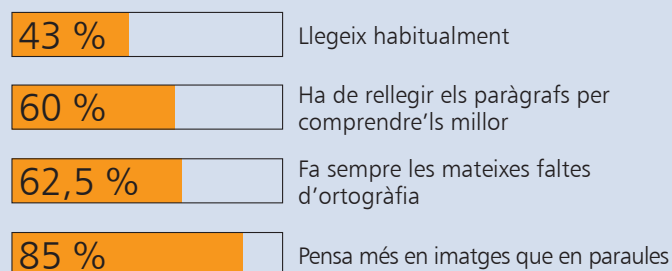 43 %
Llegeix habitualment
60 %
Ha de rellegir els paràgrafs per
comprendre’ls millor
62,5 %
Fa sempre les mateixes faltes
d’ortogràfia
85 %
Pensa més en imatges que en paraules